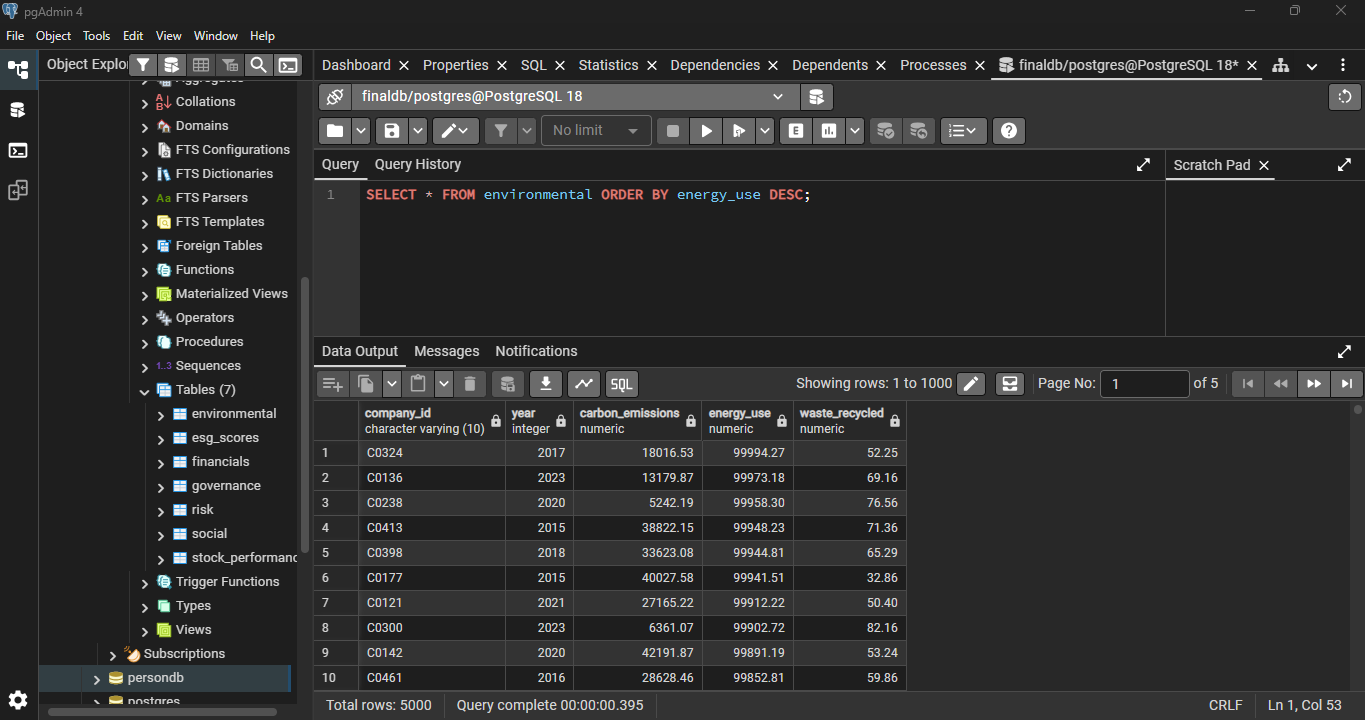 pgAdmin 4
File Object Tools Edit View Window Help
Object Explo
Dashboard Properties SQL Statistics Dependencies Dependents Processes finaldb/postgres@PostgreSQL 18*
finaldb/postgres@PostgreSQL 18
No limit
E
Query Query History
Scratch Pad
1 SELECT * FROM environmental ORDER BY energy_use DESC;
Aggregates
Collations
Domains
FTS Configurations
FTS Dictionaries
Aa FTS Parsers
FTS Templates
Foreign Tables
Functions
Materialized Views
Operators
Procedures
1..3 Sequences
Tables (7)
environmental
esg_scores
financials
governance
risk
social
stock_performanc
Trigger Functions
Types
Views
Subscriptions
persondb
postgres
Data Output Messages Notifications
SQL
Showing rows: 1 to 1000
Page No: 1 of 5
company_id year carbon_emissions energy_use waste_recycled
character varying (10) integer numeric numeric numeric
1 C0324 2017 18016.53 99994.27 52.25
2 C0136 2023 13179.87 99973.18 69.16
3 C0238 2020 5242.19 99958.30 76.56
4 C0413 2015 38822.15 99948.23 71.36
5 C0398 2018 33623.08 99944.81 65.29
6 C0177 2015 40027.58 99941.51 32.86
7 C0121 2021 27165.22 99912.22 50.40
8 C0300 2023 6361.07 99902.72 82.16
9 C0142 2020 42191.87 99891.19 53.24
10 C0461 2016 28628.46 99852.81 59.86
Total rows: 5000 Query complete 00:00:00.395 CRLF Ln 1, Col 53